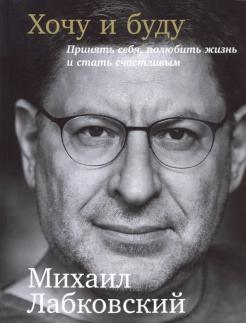 Хочу и буду
Принять себя, полюбить жизнь
и стать счастливым
Михаил
Лабковский